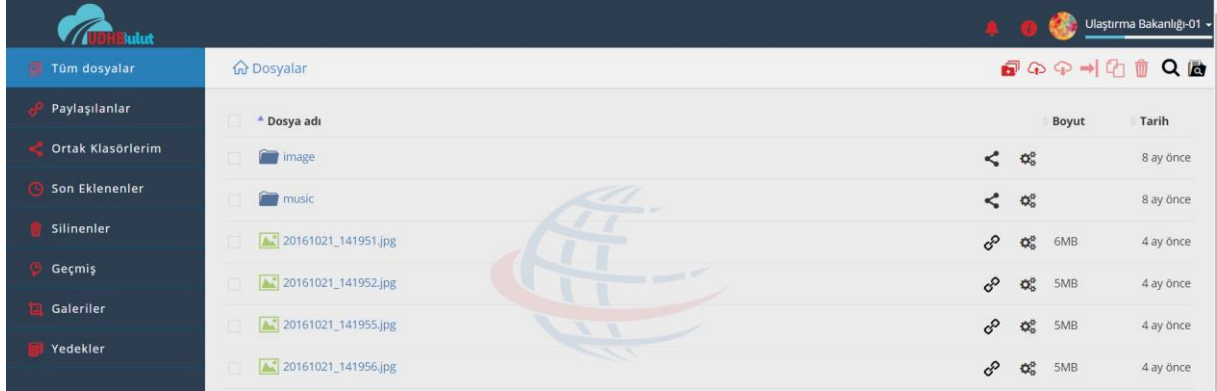 UDHBBulut
Ulaştırma Bakanlığı-01
Tüm dosyalar
Dosyalar
Paylaşılanlar
Dosya adı Boyut Tarih
Ortak Klasörlerim
image 8 ay önce
Son Eklenenler
music 8 ay önce
Silinenler
20161021_141951.jpg 6MB 4 ay önce
Geçmiş
20161021_141952.jpg 5MB 4 ay önce
Galeriler
20161021_141955.jpg 5MB 4 ay önce
Yedekler
20161021_141956.jpg 5MB 4 ay önce